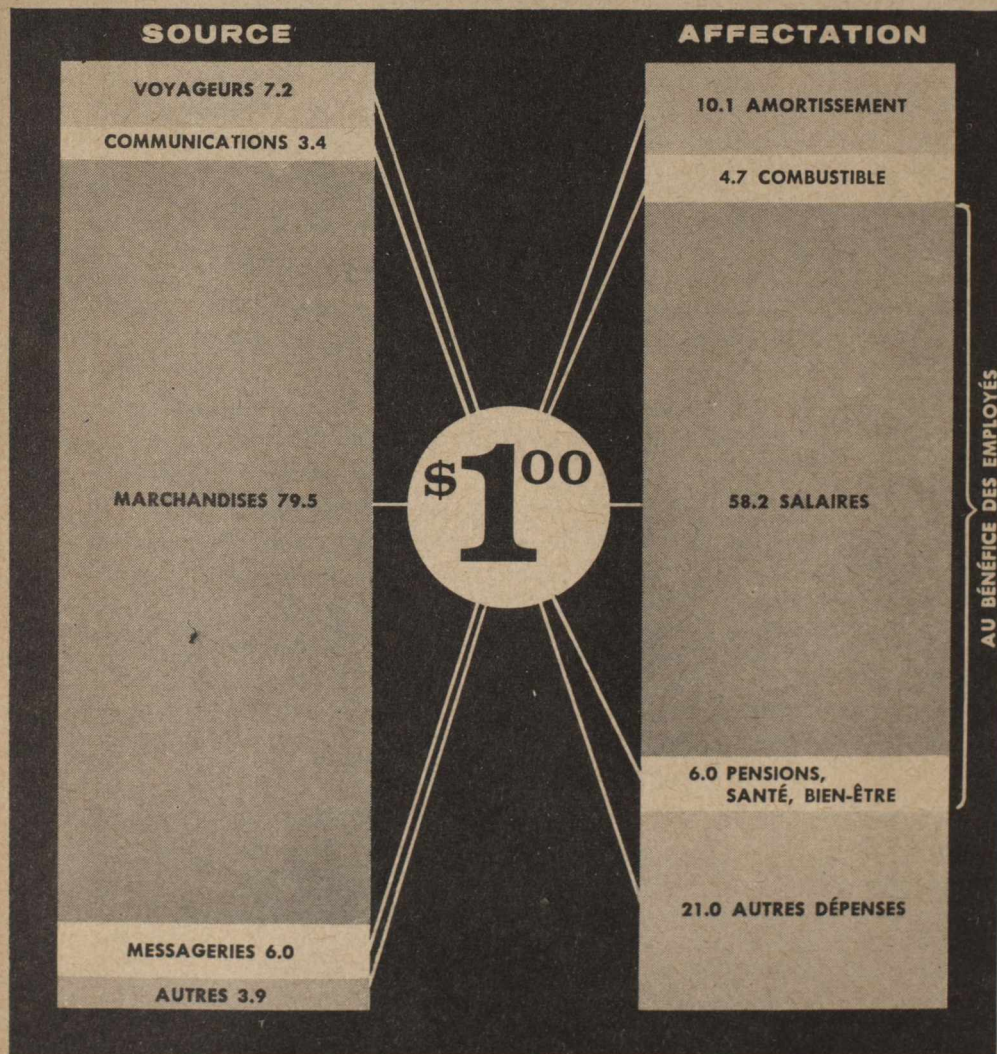 SOURCE
VOYAGEURS 7.2
COMMUNICATIONS 3.4
MARCHANDISES 79.5
MESSAGERIES 6.0
AUTRES 3.9
$1 00
AFFECTATION
10.1 AMORTISSEMENT
4.7 COMBUSTIBLE
58.2 SALAIRES
6.0 PENSIONS,
SANTÉ, BIEN-ÊTRE
21.0 AUTRES DÉPENSES
AU BÉNÉFICE DES EMPLOYÉS